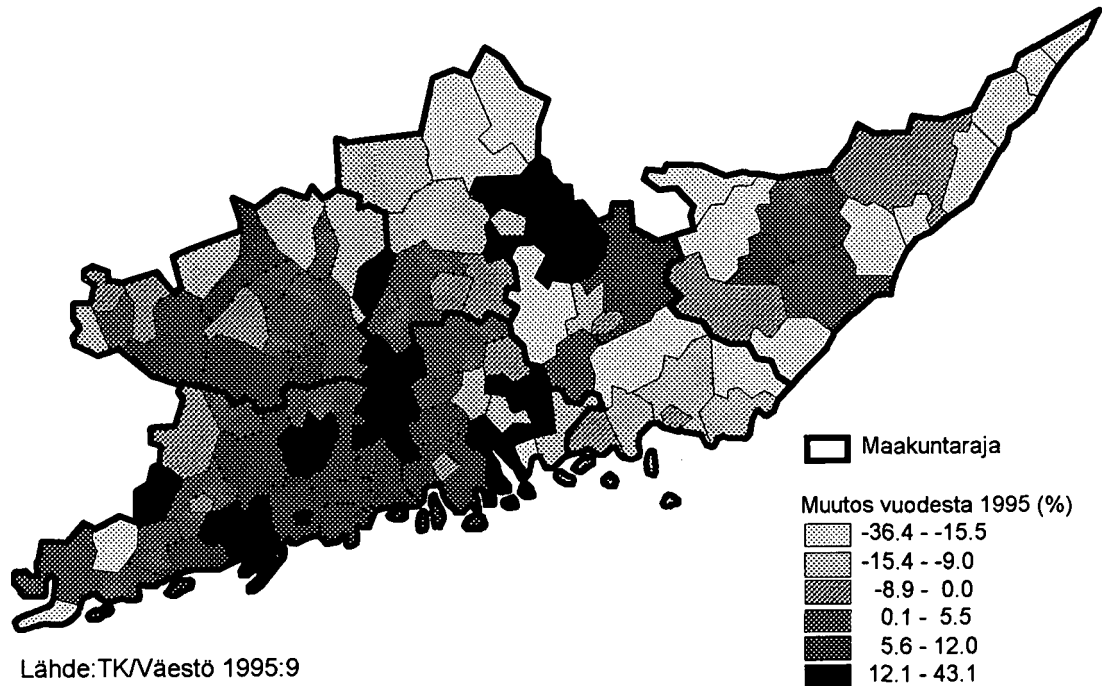 Maakuntaraja
Muutos vuodesta 1995 (%)
-36.4 - -15.5
-15.4 - -9.0
-8.9 - 0.0
0.1 - 5.5
5.6 - 12.0
12.1 - 43.1
Lähde:TK/Väestö 1995:9